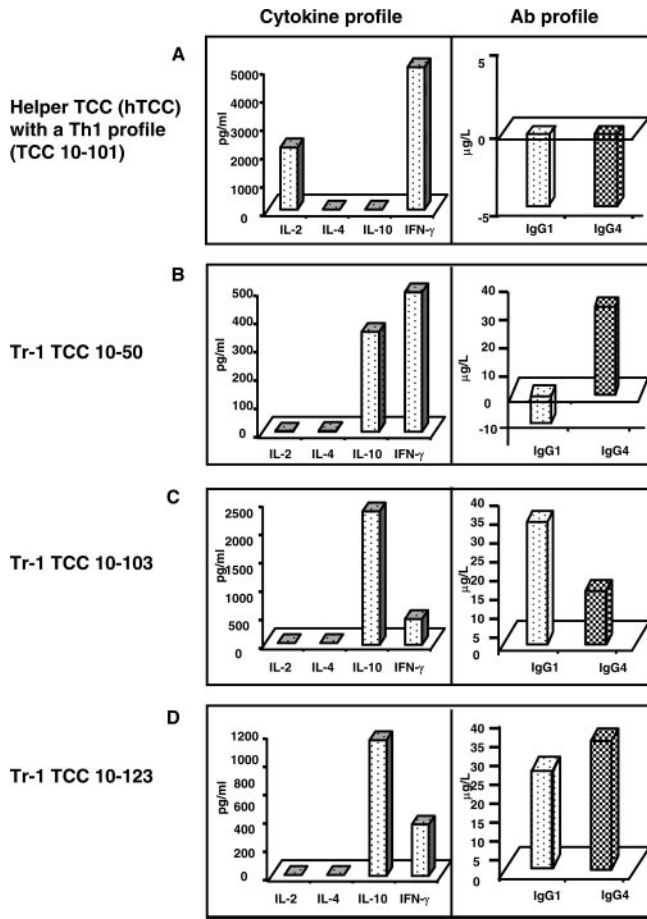 Cytokine profile
Ab profile
A
Helper TCC (hTCC)
with a Th1 profile
(TCC 10-101)
pg/ml
5000
4000
3000
2000
1000
0
IL-2 IL-4 IL-10 IFN-γ
µg/L
5
0
-5
IgG1 IgG4
B
Tr-1 TCC 10-50
pg/ml
500
400
300
200
100
0
IL-2 IL-4 IL-10 IFN-γ
µg/L
40
30
20
10
0
-10
IgG1 IgG4
C
Tr-1 TCC 10-103
pg/ml
2500
2000
1500
1000
500
0
IL-2 IL-4 IL-10 IFN-γ
µg/L
40
35
30
25
20
15
10
5
0
IgG1 IgG4
D
Tr-1 TCC 10-123
pg/ml
1200
1000
800
600
400
200
0
IL-2 IL-4 IL-10 IFN-γ
µg/L
40
35
30
25
20
15
10
5
0
IgG1 IgG4